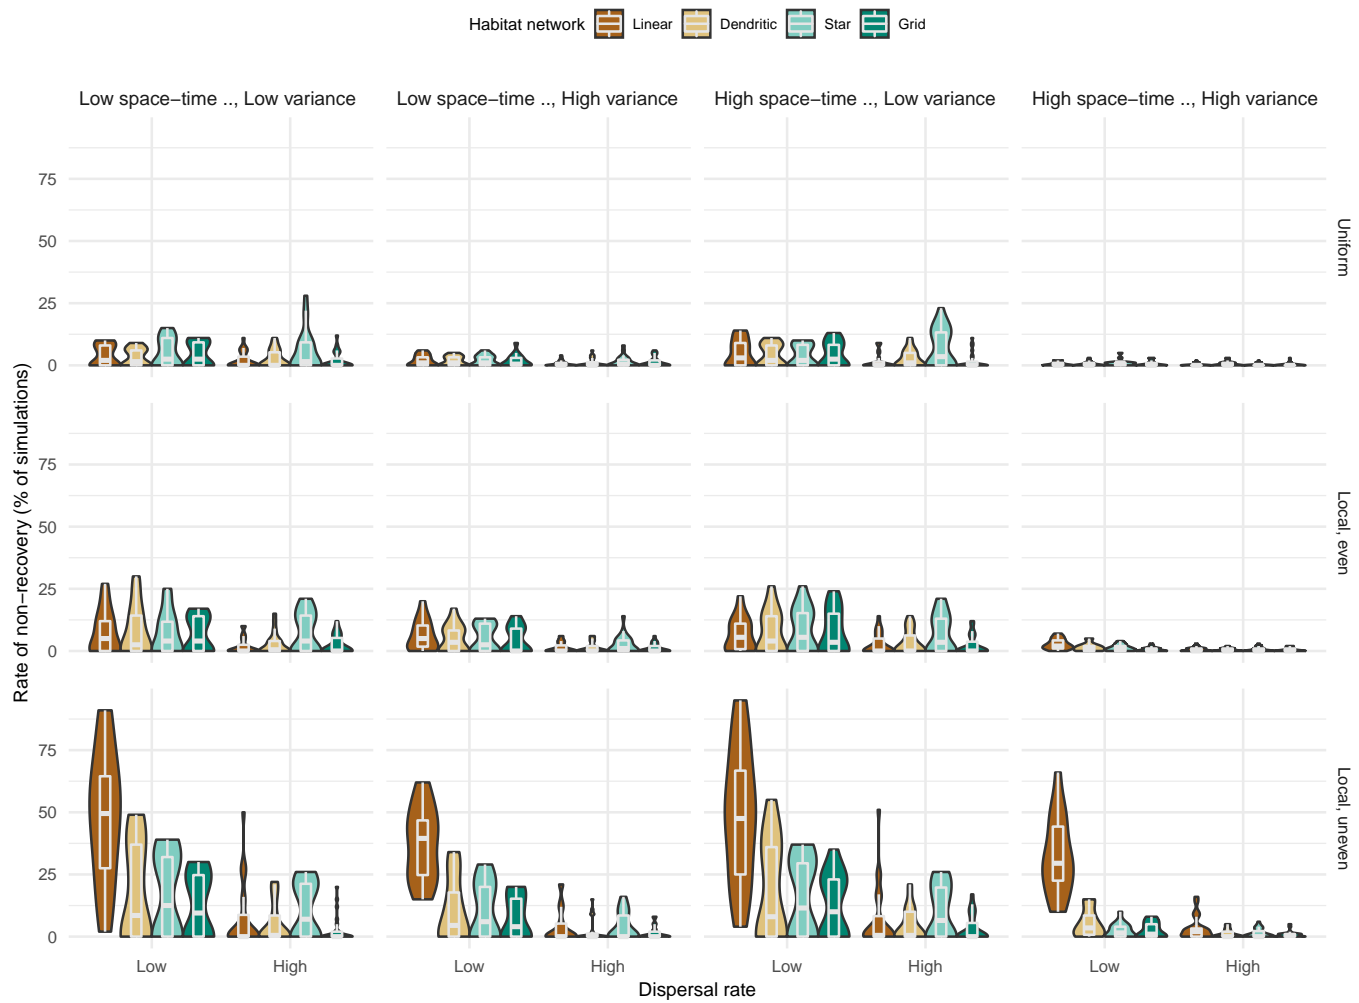 Habitat network Linear Dendritic Star Grid
Low space−time .., Low variance
Low space−time .., High variance
High space−time .., Low variance
High space−time .., High variance
75
50
25
0
Uniform
75
50
25
0
Local, even
75
50
25
0
Local, uneven
Rate of non−recovery (% of simulations)
Low High Low High Low High Low High
Dispersal rate